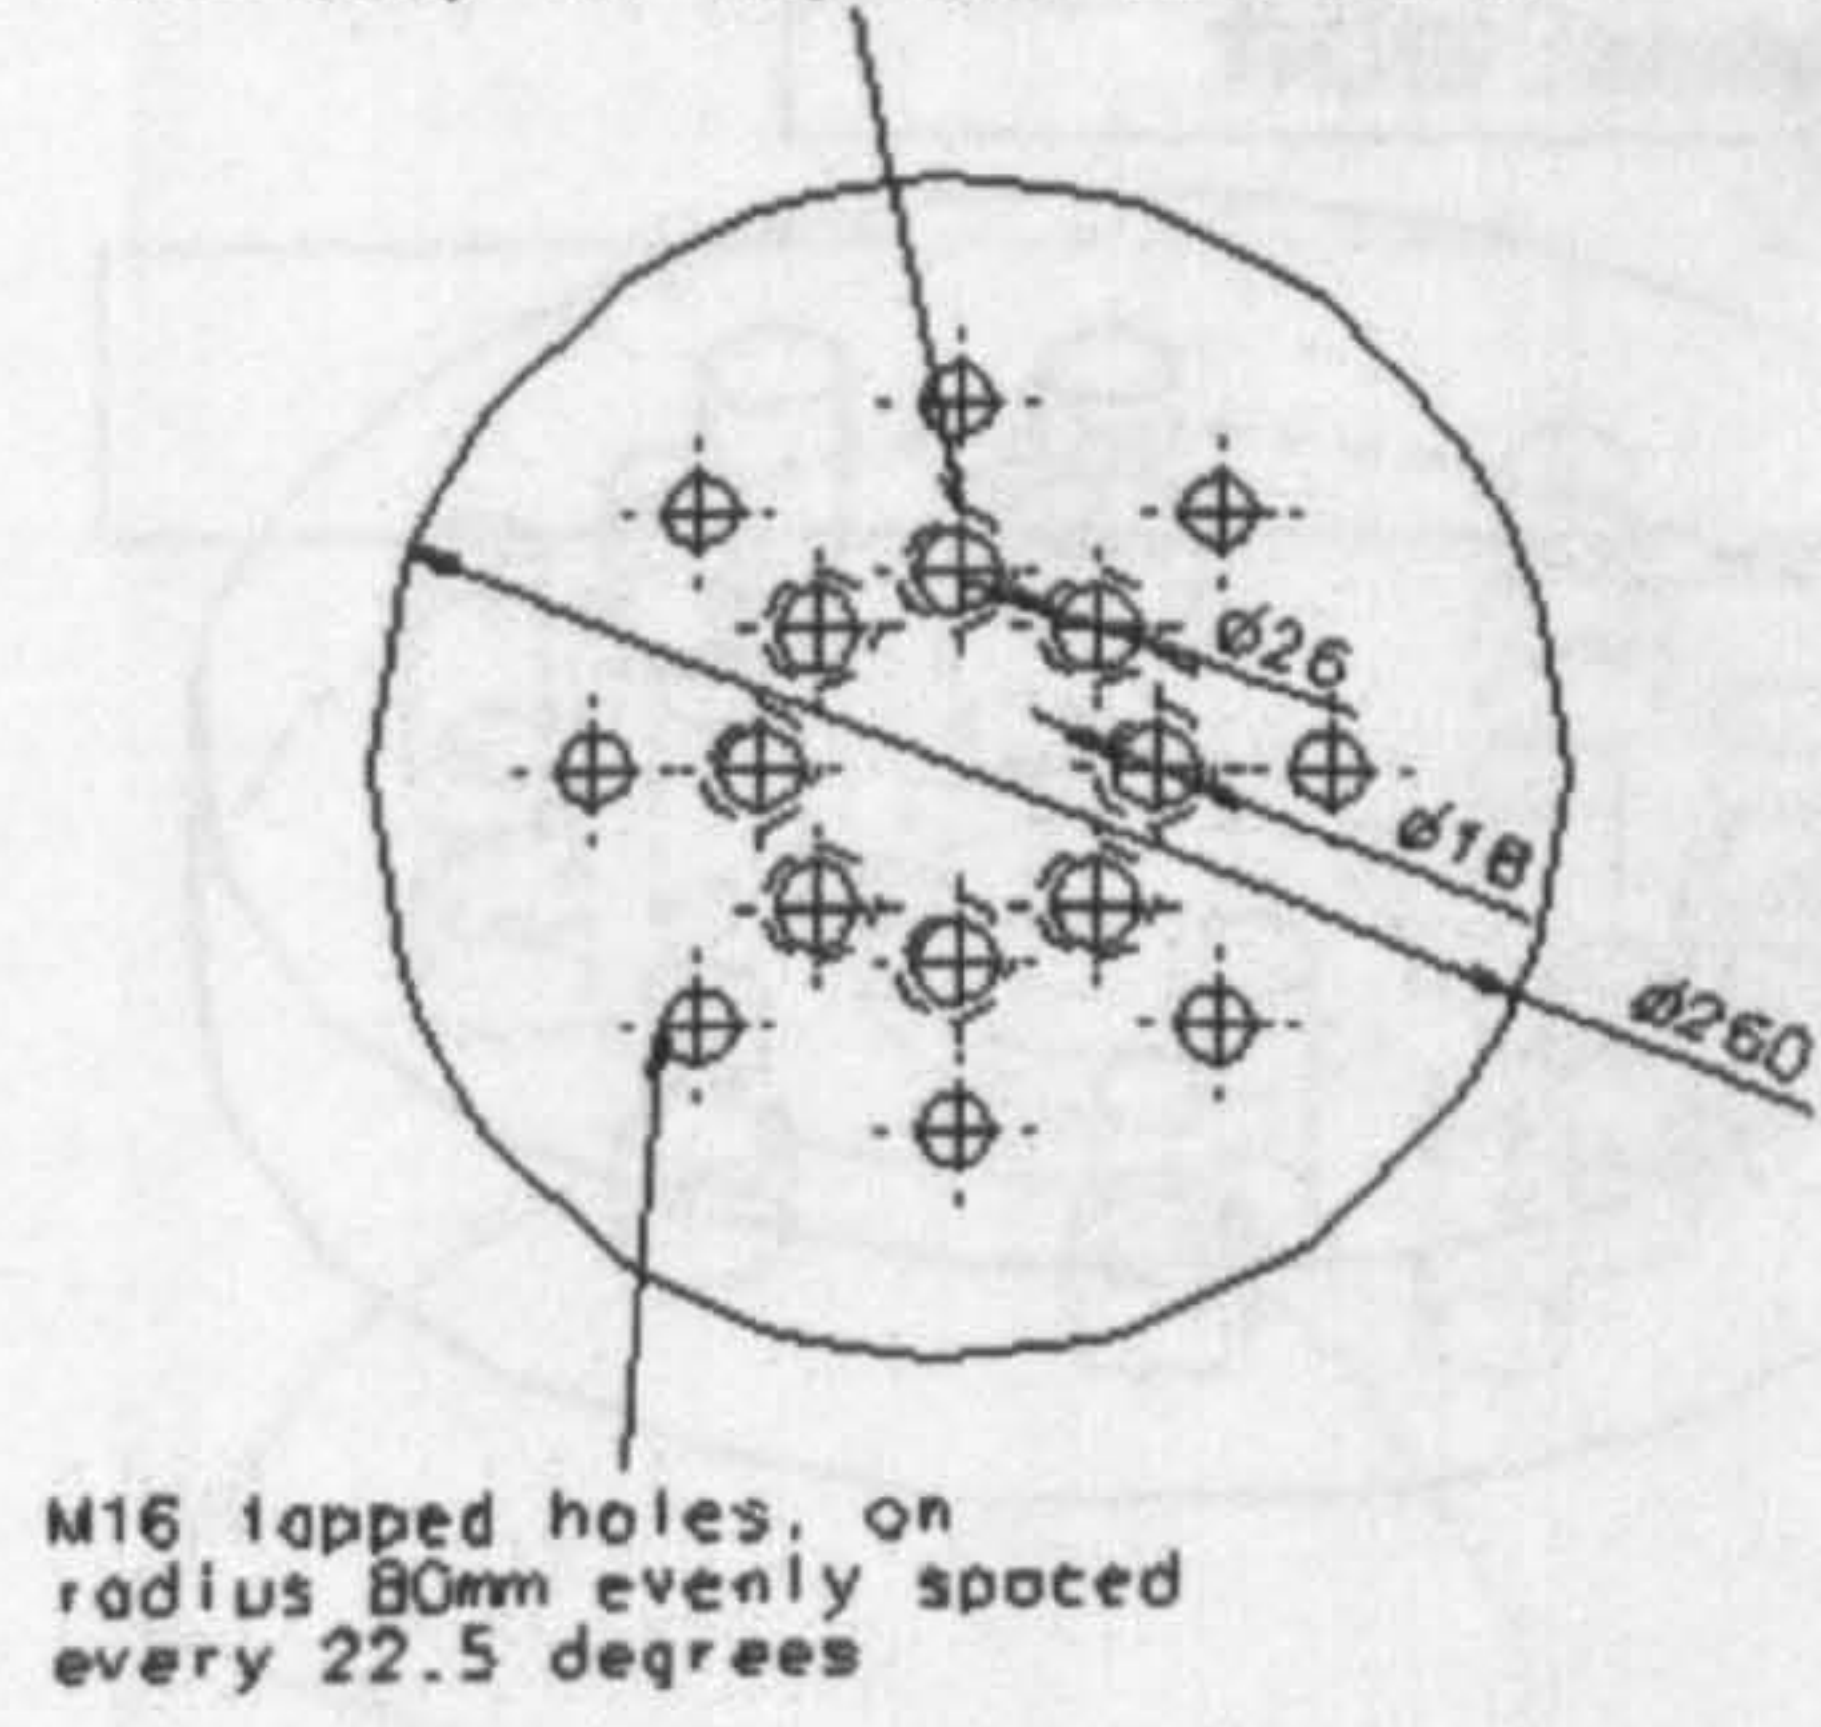 ø26
ø18
ø260
M16 tapped holes, on
radius 80mm evenly spaced
every 22.5 degrees